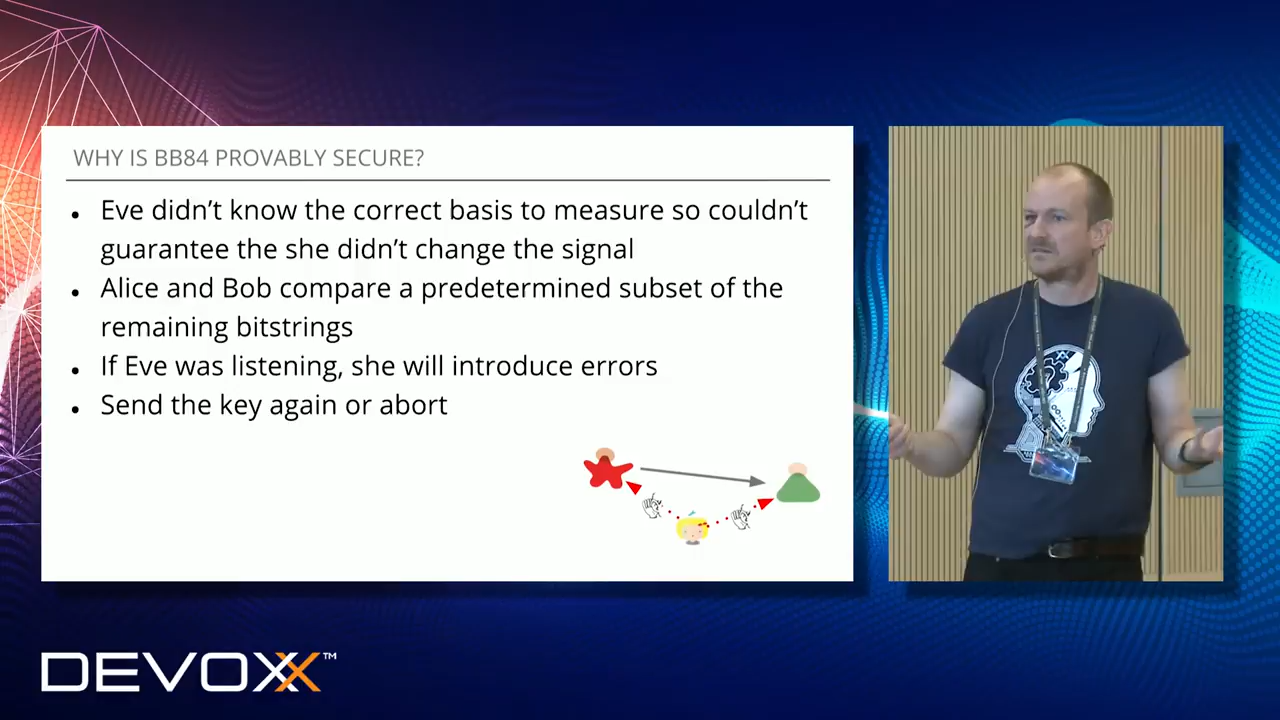 WHY IS BB84 PROVABLY SECURE?
• Eve didn’t know the correct basis to measure so couldn’t
guarantee the she didn’t change the signal
• Alice and Bob compare a predetermined subset of the
remaining bitstrings
• If Eve was listening, she will introduce errors
• Send the key again or abort
DEVOXX™